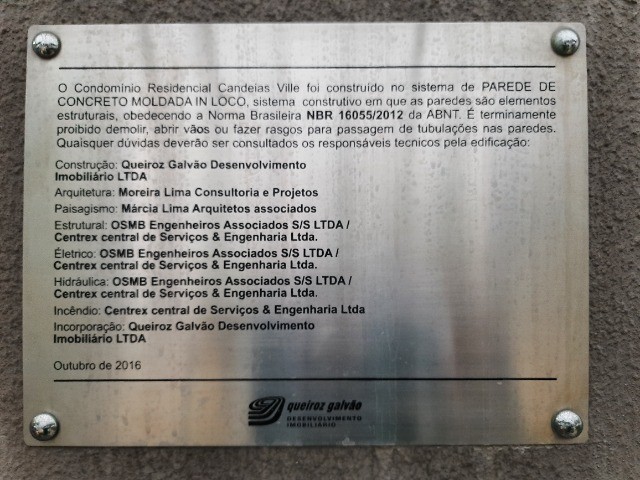 O Condomínio Residencial Candeias Ville foi construído no sistema de PAREDE DE
CONCRETO MOLDADA IN LOCO, sistema construtivo em que as paredes são elementos
estruturais, obedecendo a Norma Brasileira NBR 16055/2012 da ABNT. É terminamente
proibido demolir, abrir vãos ou fazer rasgos para passagem de tubulações nas paredes.
Quaisquer dúvidas deverão ser consultados os responsáveis tecnicos pela edificação:
Construção: Queiroz Galvão Desenvolvimento
Imobiliário LTDA
Arquitetura: Moreira Lima Consultoria e Projetos
Paisagismo: Márcia Lima Arquitetos associados
Estrutural: OSMB Engenheiros Associados S/S LTDA /
Centrex central de Serviços & Engenharia Ltda.
Életrico: OSMB Engenheiros Associados S/S LTDA /
Centrex central de Serviços & Engenharia Ltda.
Hidráulica: OSMB Engenheiros Associados S/S LTDA /
Centrex central de Serviços & Engenharia Ltda.
Incêndio: Centrex central de Serviços & Engenharia Ltda
Incorporação: Queiroz Galvão Desenvolvimento
Imobiliário LTDA
Outubro de 2016
queiroz galvão
DESENVOLVIMENTO
IMOBILIÁRIO